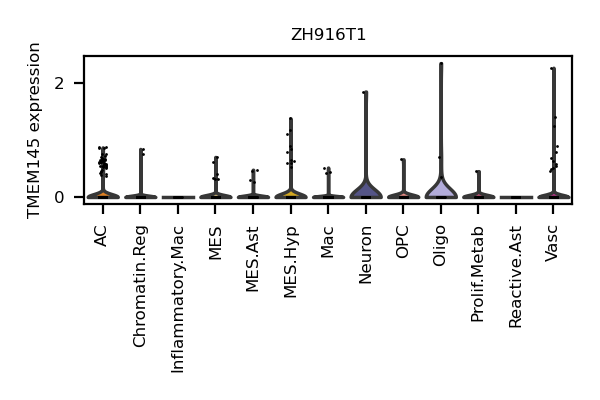 ZH916T1
TMEM145 expression
2
0
AC
Chromatin.Reg
Inflammatory.Mac
MES
MES.Ast
MES.Hyp
Mac
Neuron
OPC
Oligo
Prolif.Metab
Reactive.Ast
Vasc